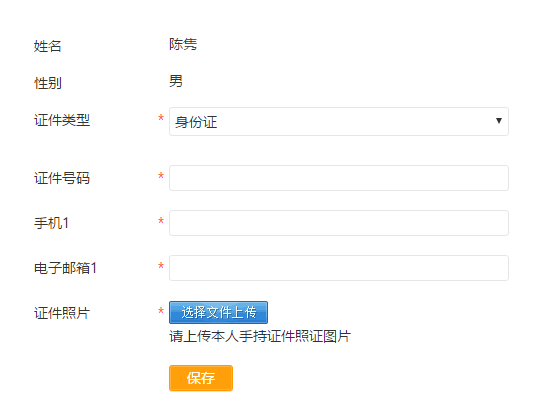 姓名 陈隽
性别 男
证件类型 * 身份证 ▼
证件号码 *
手机1 *
电子邮箱1 *
证件照片 * 选择文件上传
请上传本人手持证件照证图片
保存